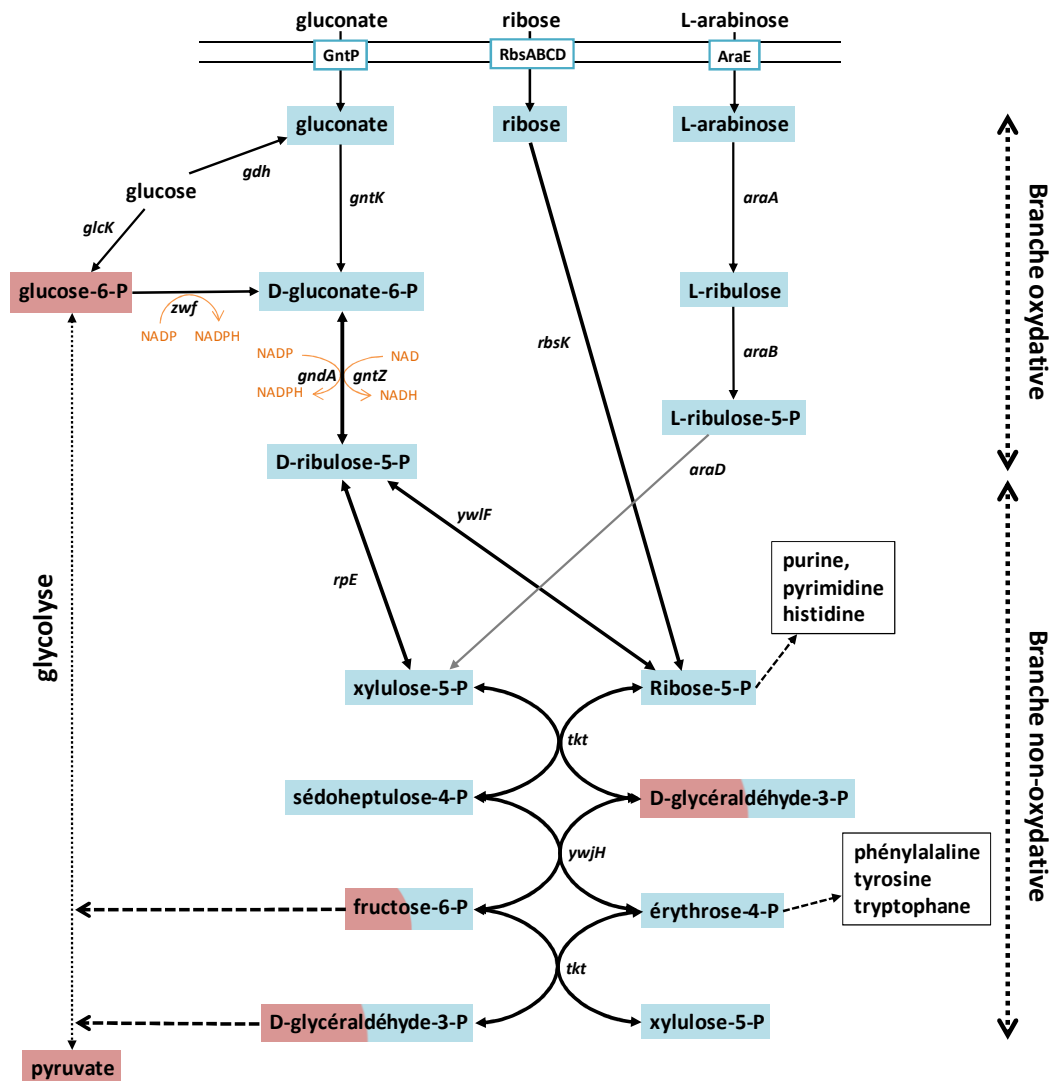 gluconate
ribose
L-arabinose
GntP
RbsABCD
AraE
gluconate
ribose
L-arabinose
gdh
glucose
gntK
araA
glcK
glucose-6-P
D-gluconate-6-P
L-ribulose
zwf
NADP
NADPH
rbsK
araB
NADP
NAD
gndA
gntZ
NADPH
NADH
L-ribulose-5-P
D-ribulose-5-P
araD
ywlF
rpE
purine,
pyrimidine
histidine
xylulose-5-P
Ribose-5-P
tkt
sédoheptulose-4-P
D-glycéraldéhyde-3-P
ywjH
phénylalaline
tyrosine
tryptophane
fructose-6-P
érythrose-4-P
tkt
D-glycéraldéhyde-3-P
xylulose-5-P
pyruvate
glycolyse
Branche oxydative
Branche non-oxydative